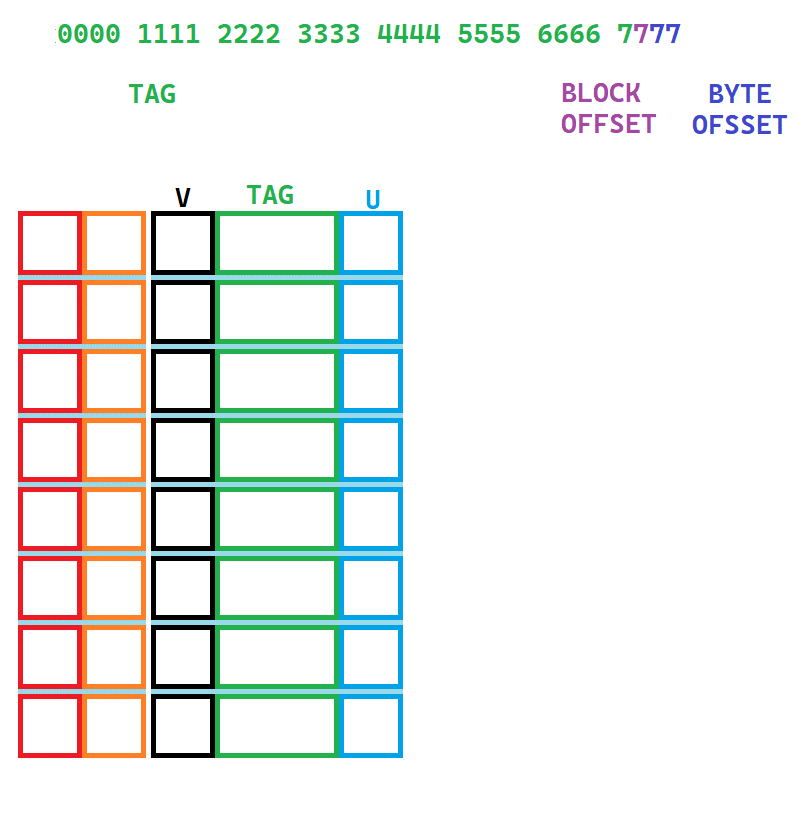 0000 1111 2222 3333 4444 5555 6666 7777
TAG
BLOCK OFFSET
BYTE OFSSET
V TAG U